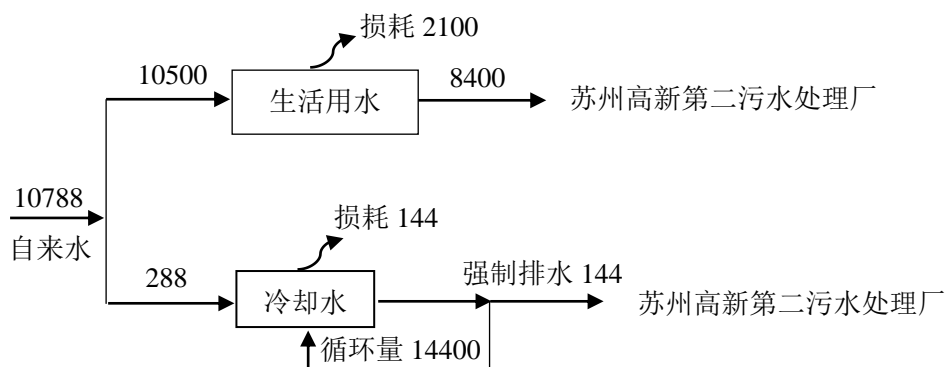 损耗 2100
10500
生活用水
8400
苏州高新第二污水处理厂
10788
自来水
损耗 144
288
冷却水
强制排水 144
苏州高新第二污水处理厂
循环量 14400